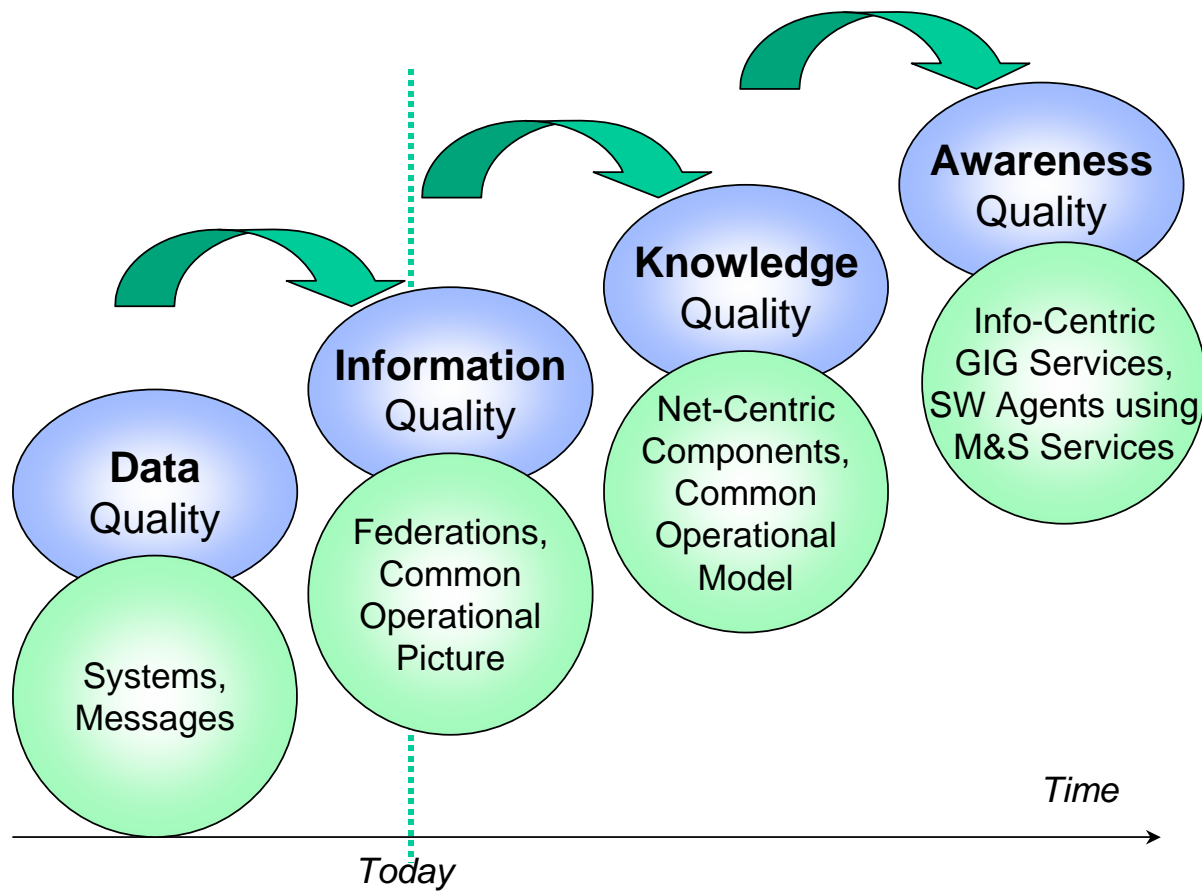 Data
Quality
Systems,
Messages
Information
Quality
Federations,
Common
Operational
Picture
Knowledge
Quality
Net-Centric
Components,
Common
Operational
Model
Awareness
Quality
Info-Centric
GIG Services,
SW Agents using
M&S Services
Time
Today